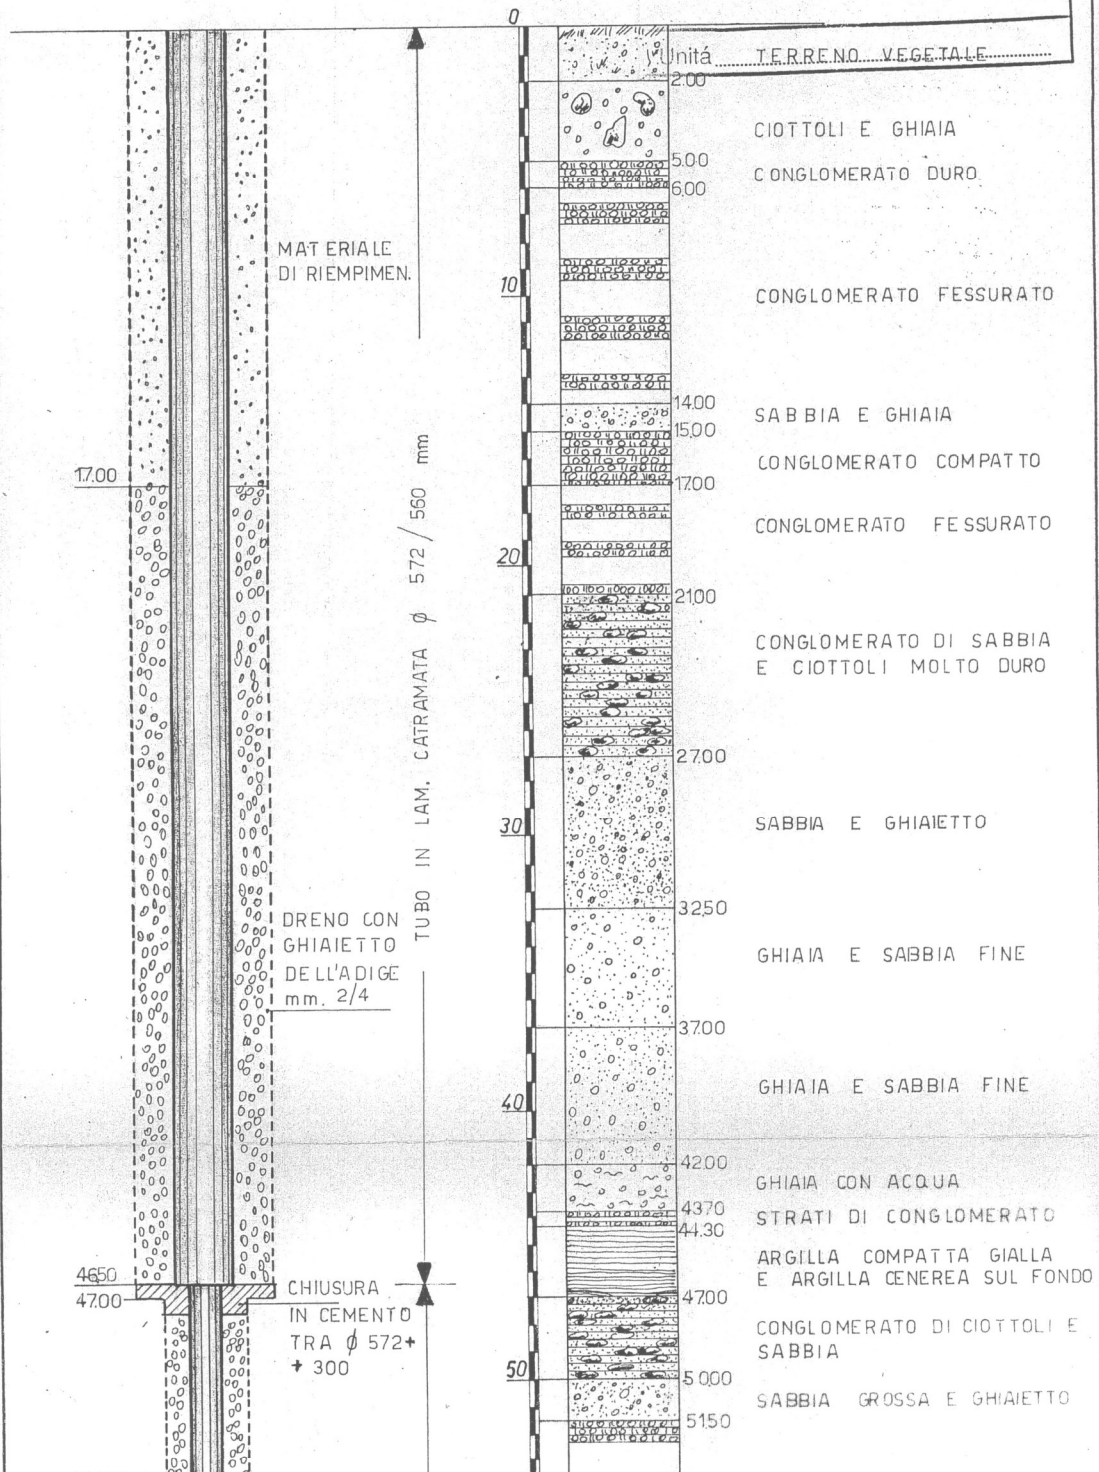 0
Unitá TERRENO VEGETALE
2.00
CIOTTOLI E GHIAIA
5.00
CONGLOMERATO DURO
6.00
MATERIALE
DI RIEMPIMEN.
10
CONGLOMERATO FESSURATO
14.00
SABBIA E GHIAIA
15.00
CONGLOMERATO COMPATTO
17.00
17.00
CONGLOMERATO FESSURATO
20
21.00
CONGLOMERATO DI SABBIA
E CIOTTOLI MOLTO DURO
TUBO IN LAM. CATRAMATA ϕ 572/560 mm
27.00
30
SABBIA E GHIAIETTO
32.50
DRENO CON
GHIAIETTO
DELL'ADIGE
mm. 2/4
GHIAIA E SABBIA FINE
37.00
GHIAIA E SABBIA FINE
40
42.00
GHIAIA CON ACQUA
43.70
STRATI DI CONGLOMERATO
44.30
ARGILLA COMPATTA GIALLA
E ARGILLA CENEREA SUL FONDO
46.50
47.00
CHIUSURA
IN CEMENTO
TRA ϕ 572+
+ 300
47.00
CONGLOMERATO DI CIOTTOLI E
SABBIA
50
50.00
SABBIA GROSSA E GHIAIETTO
51.50